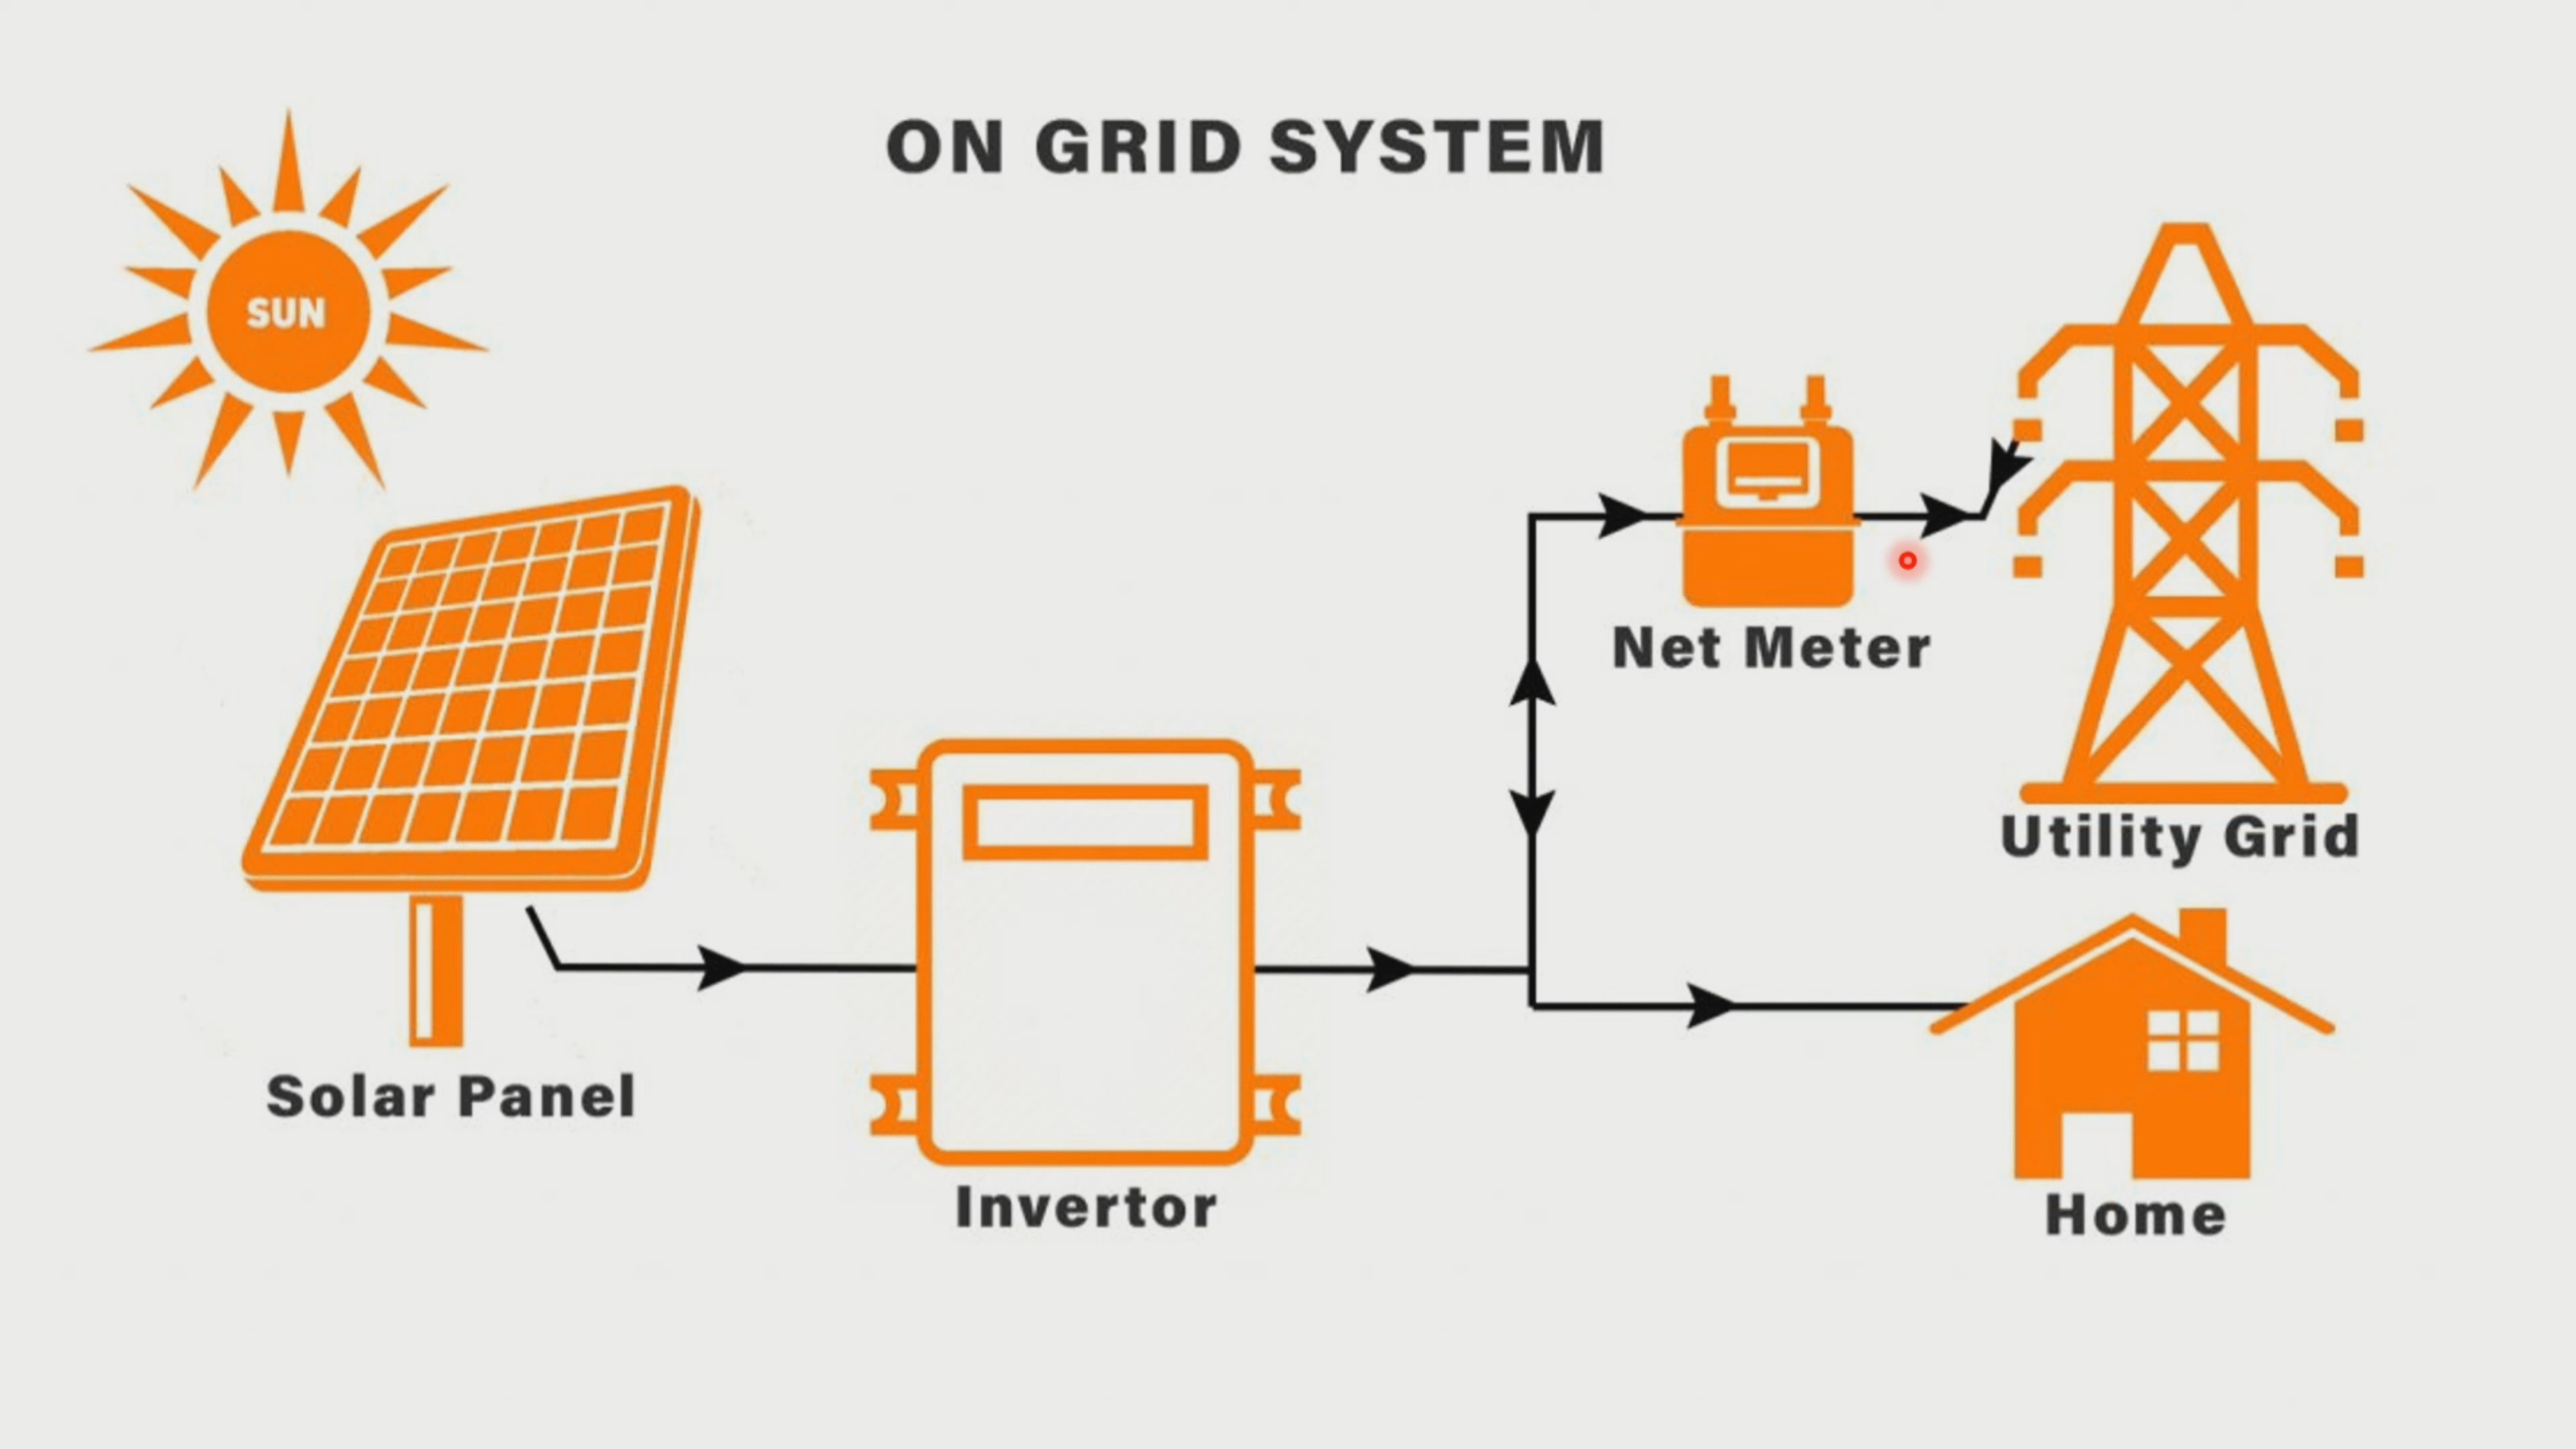 ON GRID SYSTEM
SUN
Net Meter
Utility Grid
Solar Panel
Invertor
Home